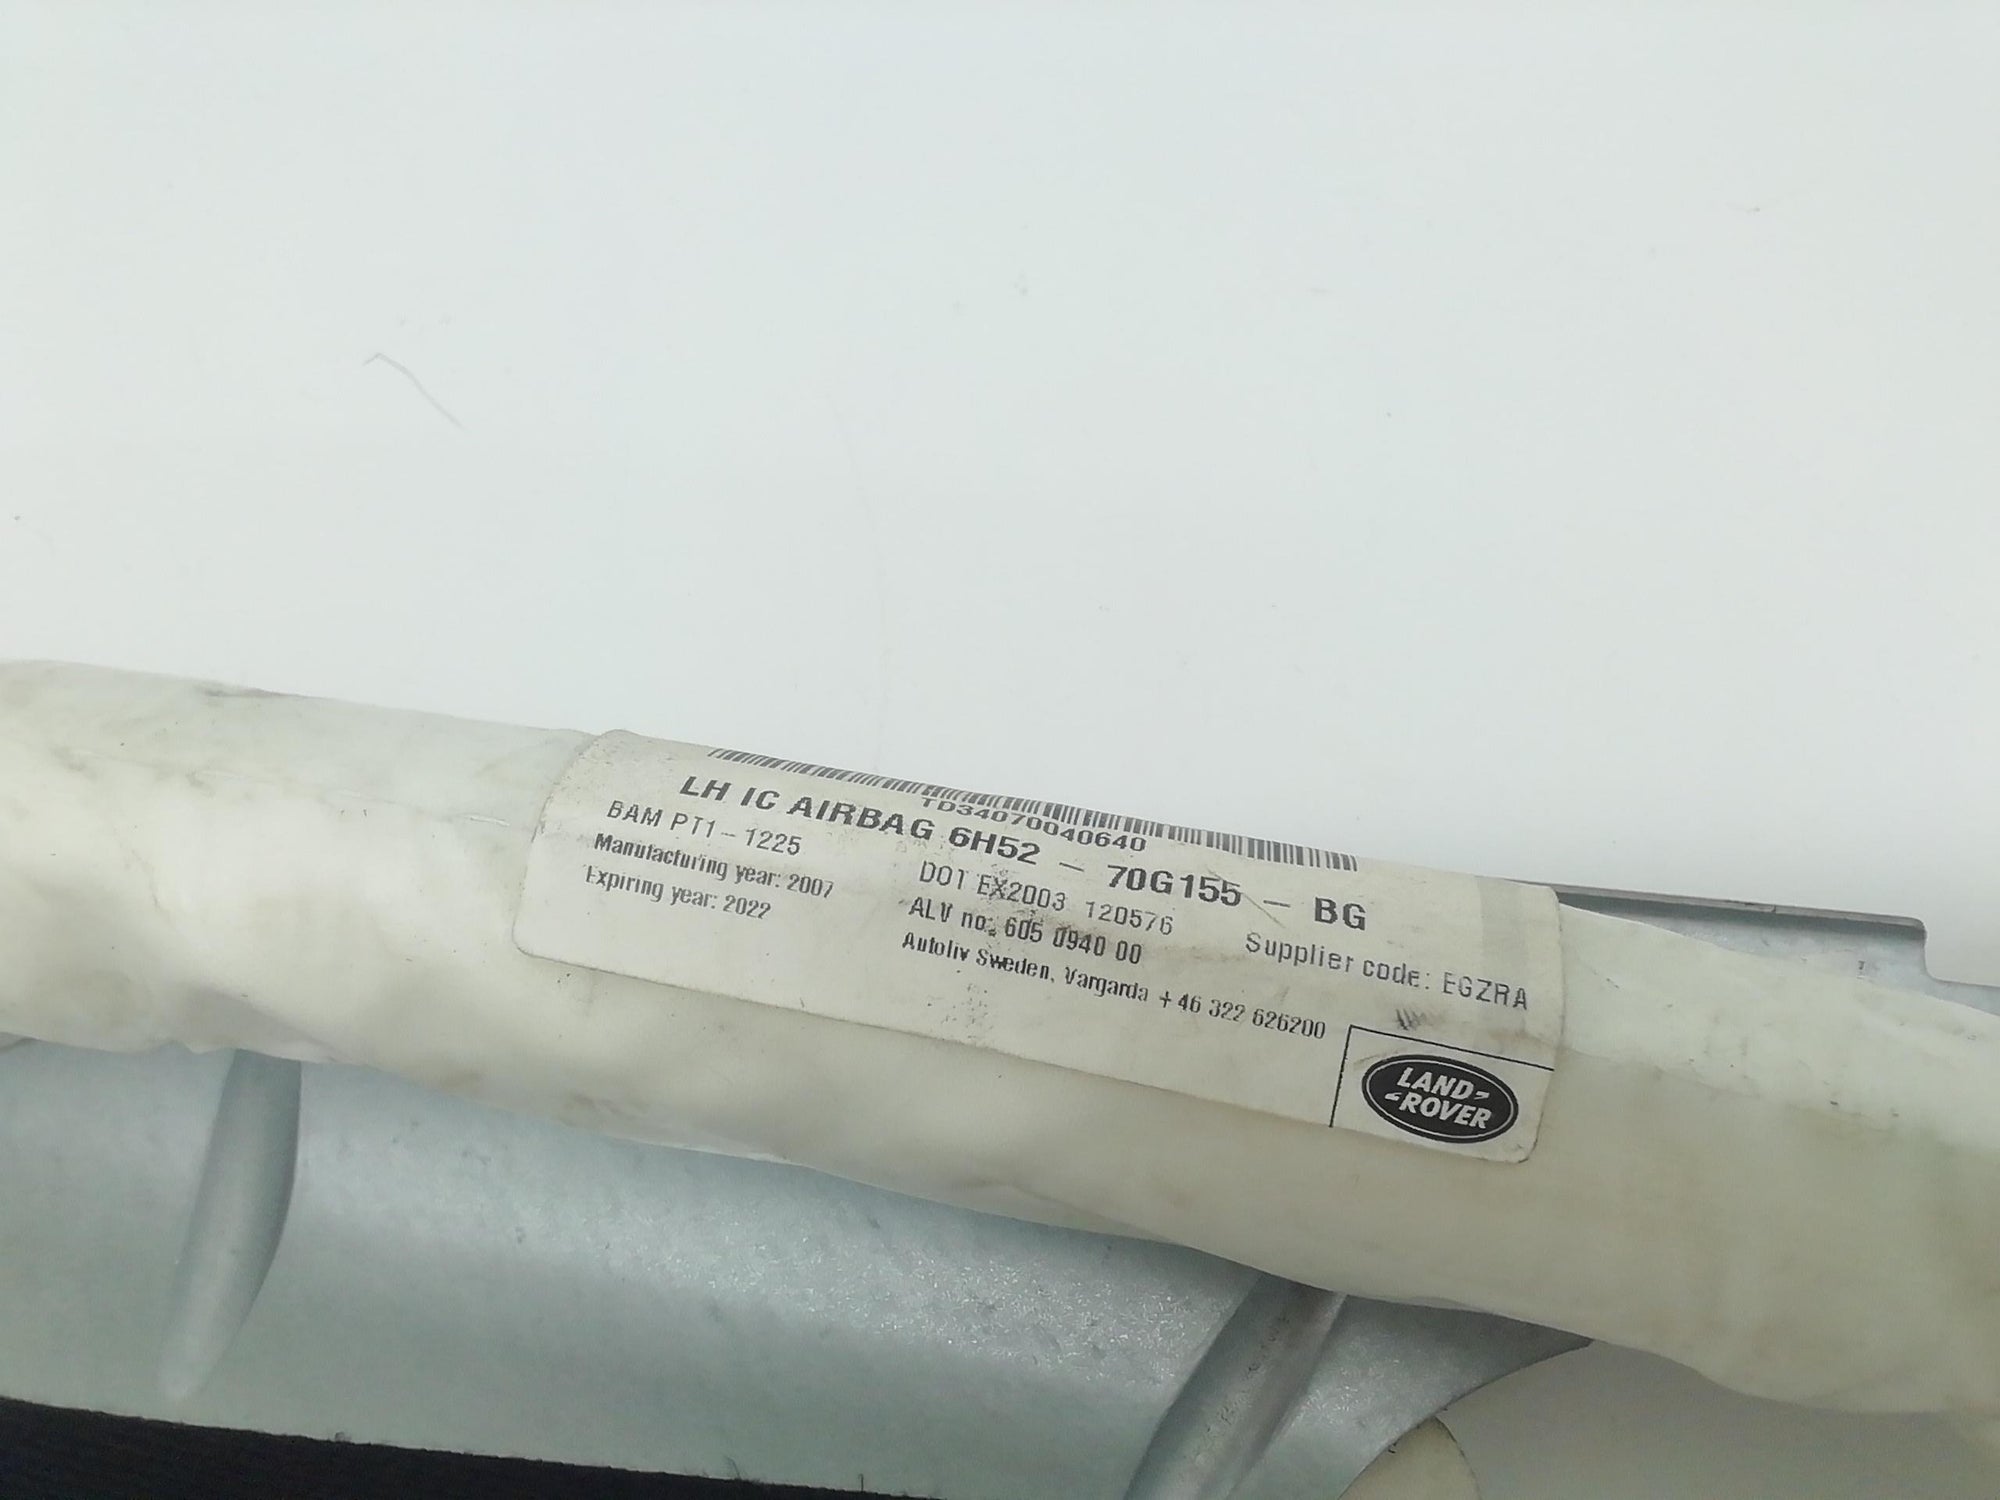 TD34070040640
LH IC AIRBAG 6H52 - 70G155 - BG
BAM PT1-1225
DOT EX2003 120576
Supplier code: EGZRA
Manufacturing year: 2007
ALV no: 605 0940 00
Expiring year: 2022
Autoliv Sweden, Vargarda +46 322 626200
LAND-
-ROVER